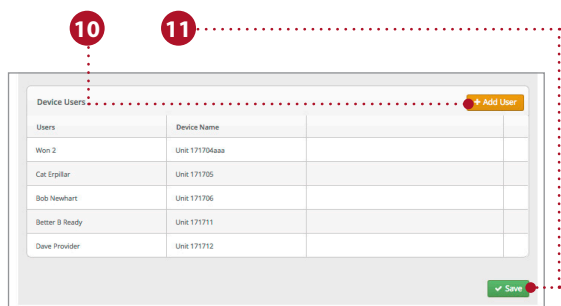 10 11
Device Users
+ Add User
Users Device Name
Won 2 Unit 171704aaa
Cat Erpillar Unit 171705
Bob Newhart Unit 171706
Better B Ready Unit 171711
Dave Provider Unit 171712
Save